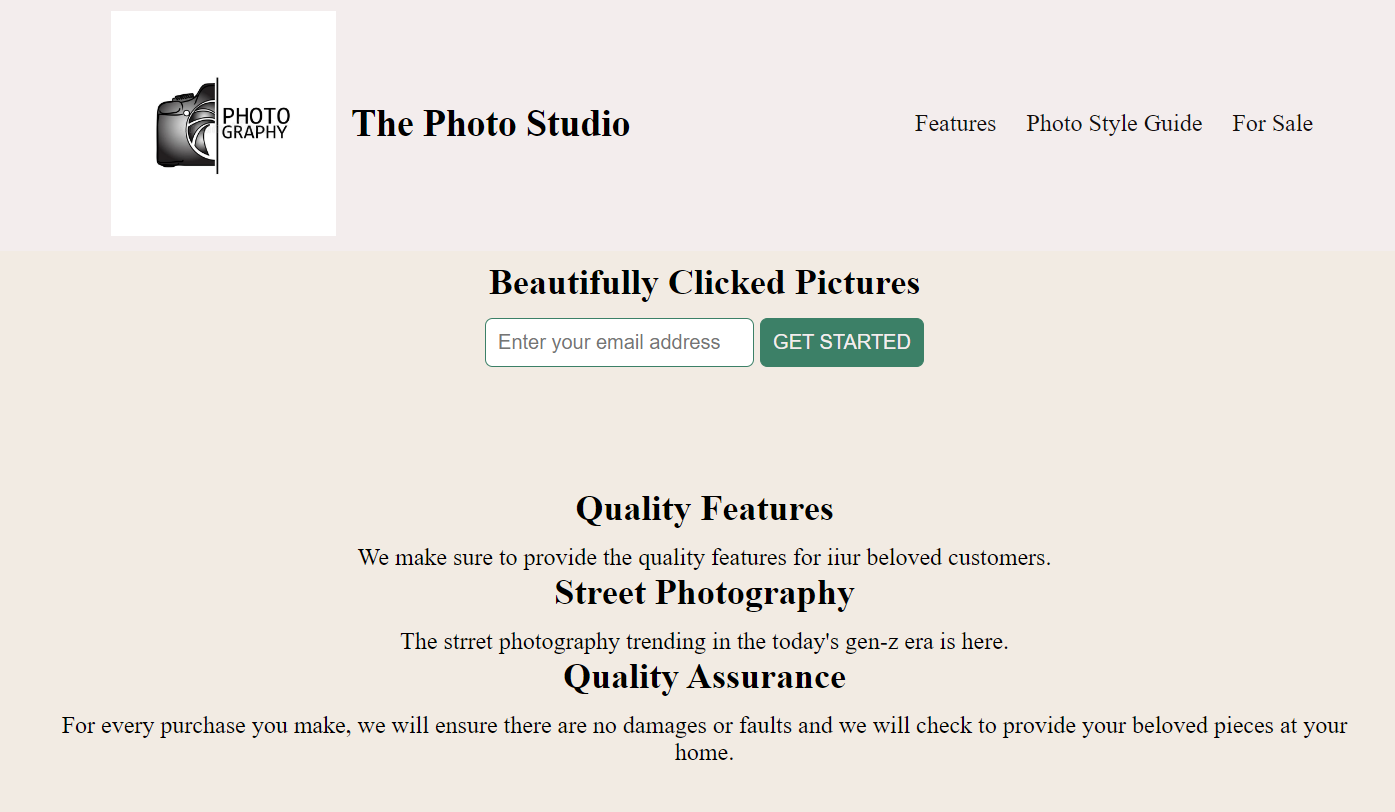 PHOTO
GRAPHY
The Photo Studio
Features Photo Style Guide For Sale
Beautifully Clicked Pictures
Enter your email address GET STARTED
Quality Features
We make sure to provide the quality features for iiur beloved customers.
Street Photography
The strret photography trending in the today's gen-z era is here.
Quality Assurance
For every purchase you make, we will ensure there are no damages or faults and we will check to provide your beloved pieces at your
home.